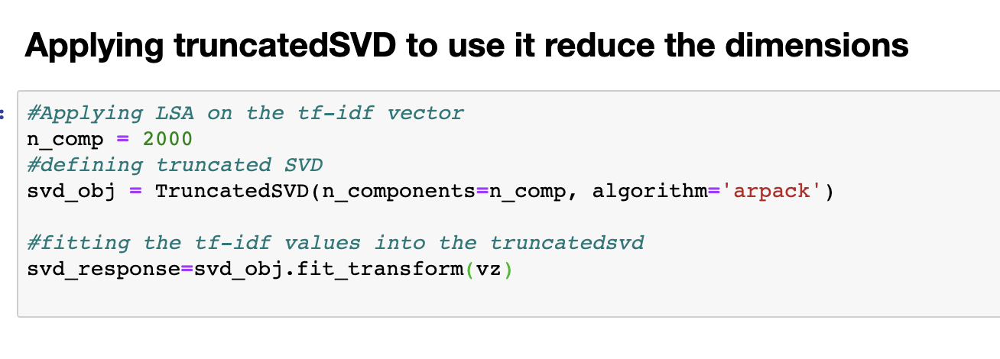 Applying truncatedSVD to use it reduce the dimensions
:
#Applying LSA on the tf-idf vector
n_comp = 2000
#defining truncated SVD
svd_obj = TruncatedSVD(n_components=n_comp, algorithm='arpack')
#fitting the tf-idf values into the truncatedsvd
svd_response=svd_obj.fit_transform(vz)